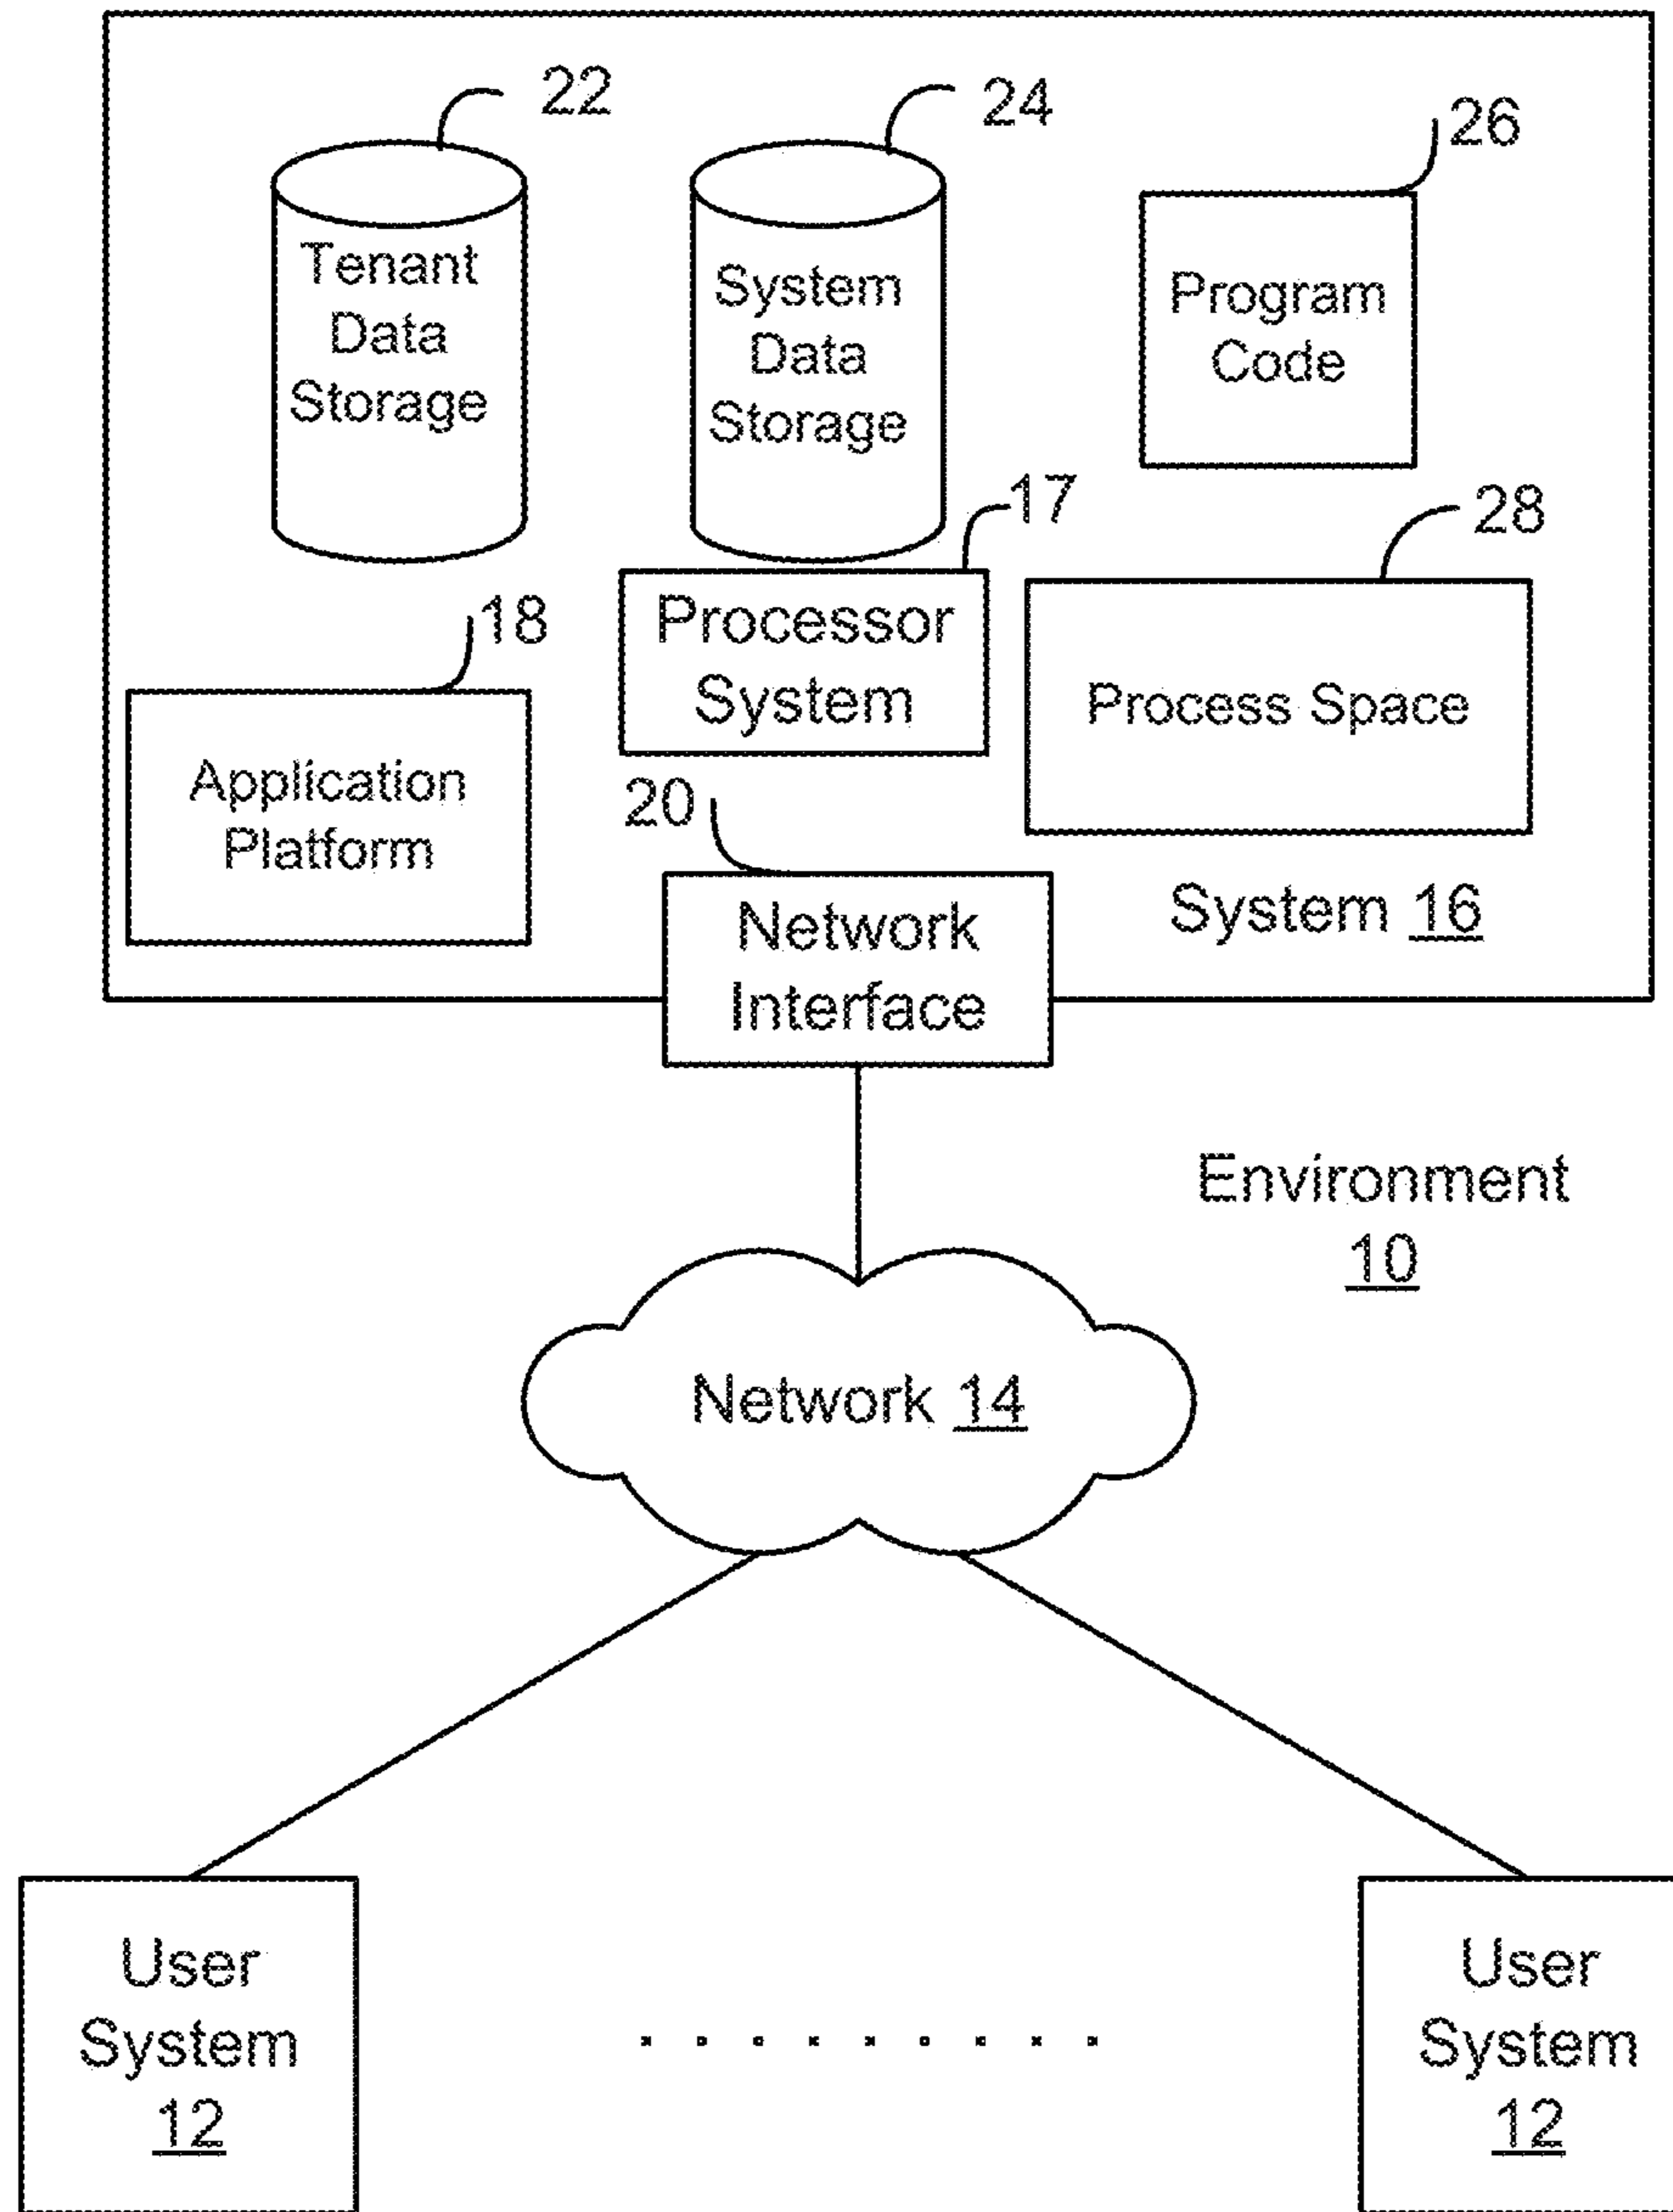 22
24
26
Tenant
Data
Storage
System
Data
Storage
Program
Code
17
28
18
Processor
System
Process Space
Application
Platform
20
Network
Interface
System 16
Environment
10
Network 14
User
System
12
.........
User
System
12